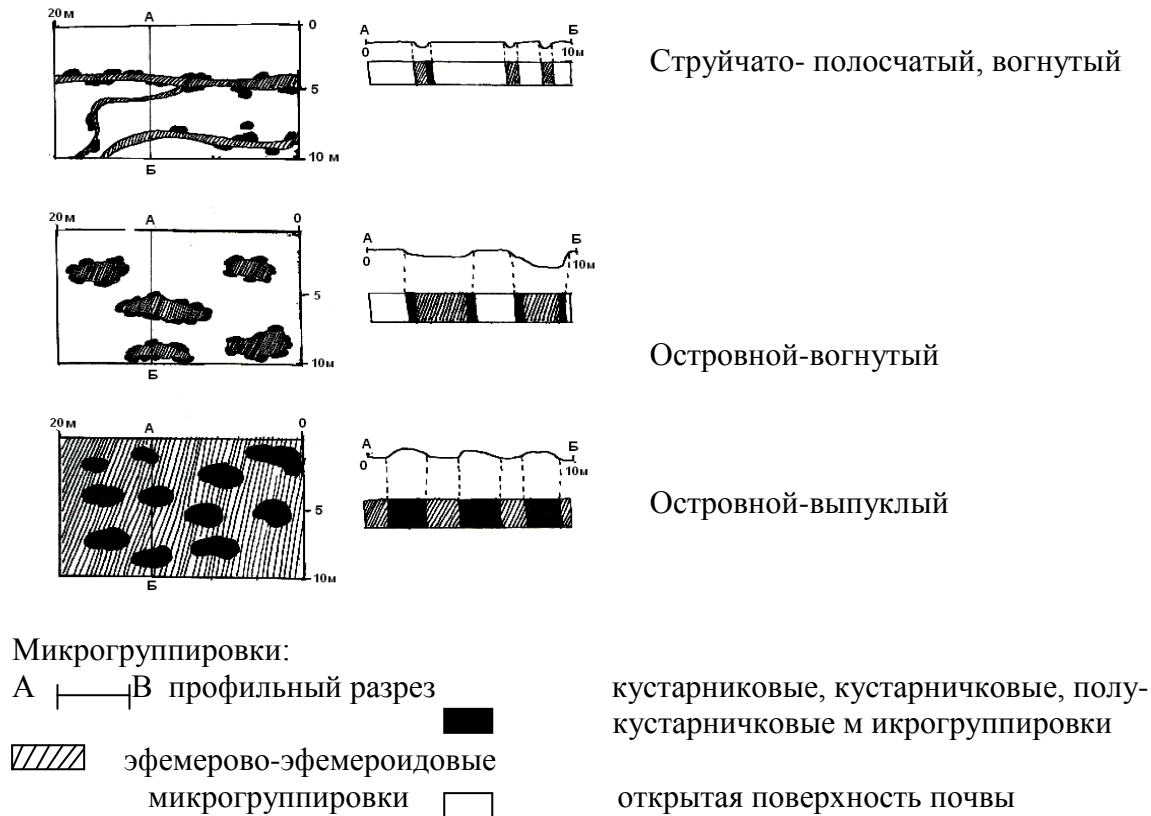 20м А 0
А Б
0 10м
Струйчато- полосчатый, вогнутый
5
10 м
Б
20м А 0
А Б
0 10м
5
Островной-вогнутый
10м
Б
20м А 0
А Б
0 10м
Островной-выпуклый
5
10м
Б
Микрогруппировки:
А В профильный разрез
кустарниковые, кустарничковые, полу-
кустарничковые м икрогруппировки
эфемерово-эфемероидовые
микрогруппировки
открытая поверхность почвы